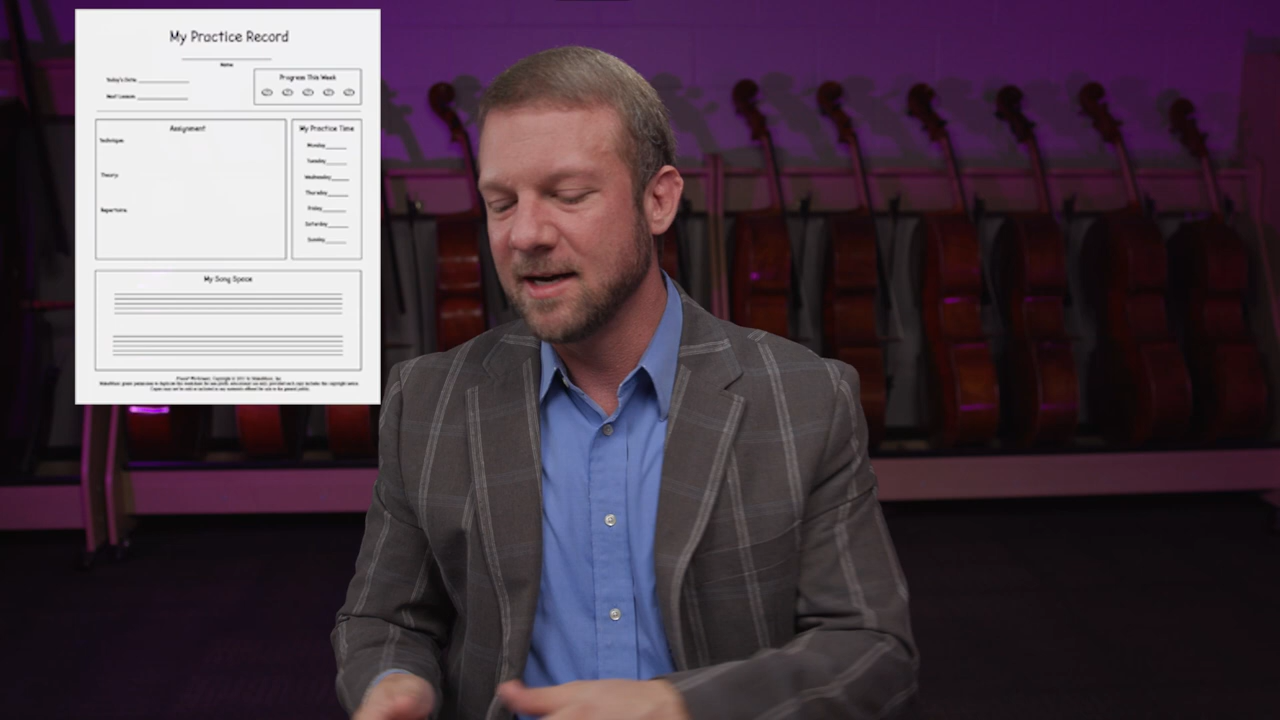 My Practice Record
Name
Today's Date:
Next Lesson:
Progress This Week
Assignment
Technique:
Theory:
Repertoire:
My Practice Time
Monday
Tuesday
Wednesday
Thursday
Friday
Saturday
Sunday
My Song Space